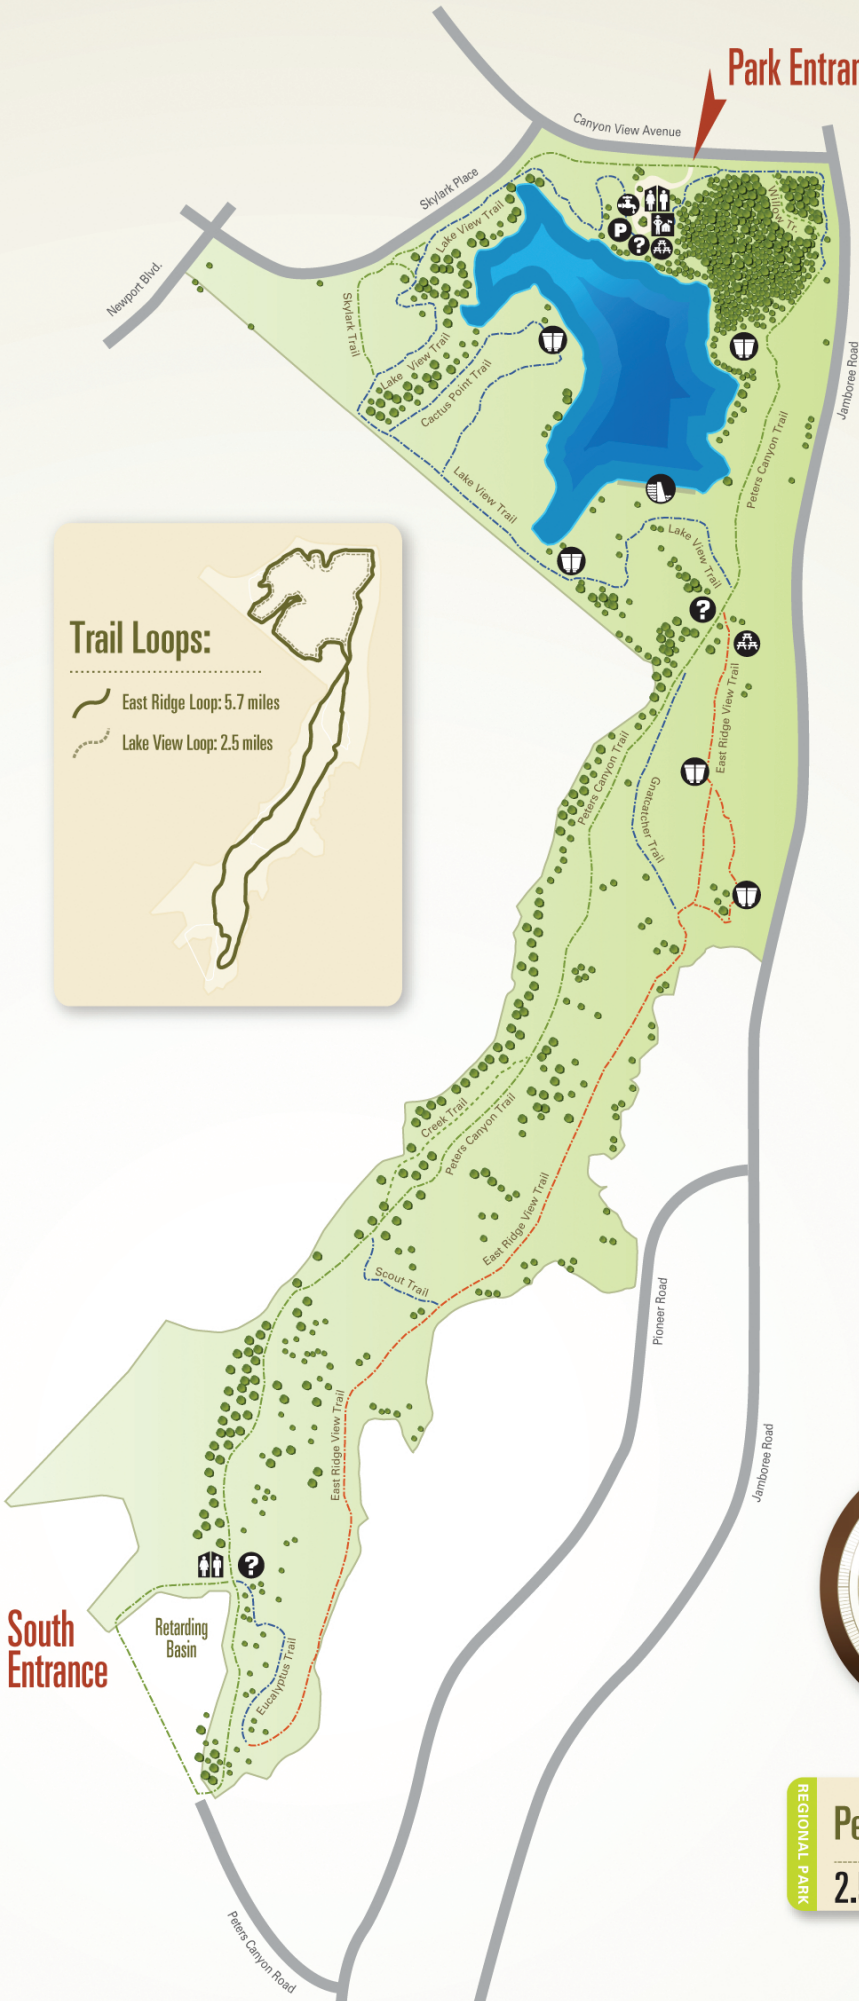 Park Entran
Canyon View Avenue
Skylark Place
Newport Blvd.
Jamboree Road
Lake View Trail
Willow Tr.
P
?
Skylark Trail
Lake View Trail
Cactus Point Trail
Lake View Trail
Peters Canyon Trail
Lake View Trail
?
Trail Loops:
East Ridge Loop: 5.7 miles
Lake View Loop: 2.5 miles
East Ridge View Trail
Peters Canyon Trail
Gnatcatcher Trail
Creek Trail
Peters Canyon Trail
East Ridge View Trail
Scout Trail
Pioneer Road
East Ridge View Trail
Jamboree Road
?
South
Entrance
Retarding
Basin
Eucalyptus Trail
REGIONAL PARK
Pe
2.
Peters Canyon Road